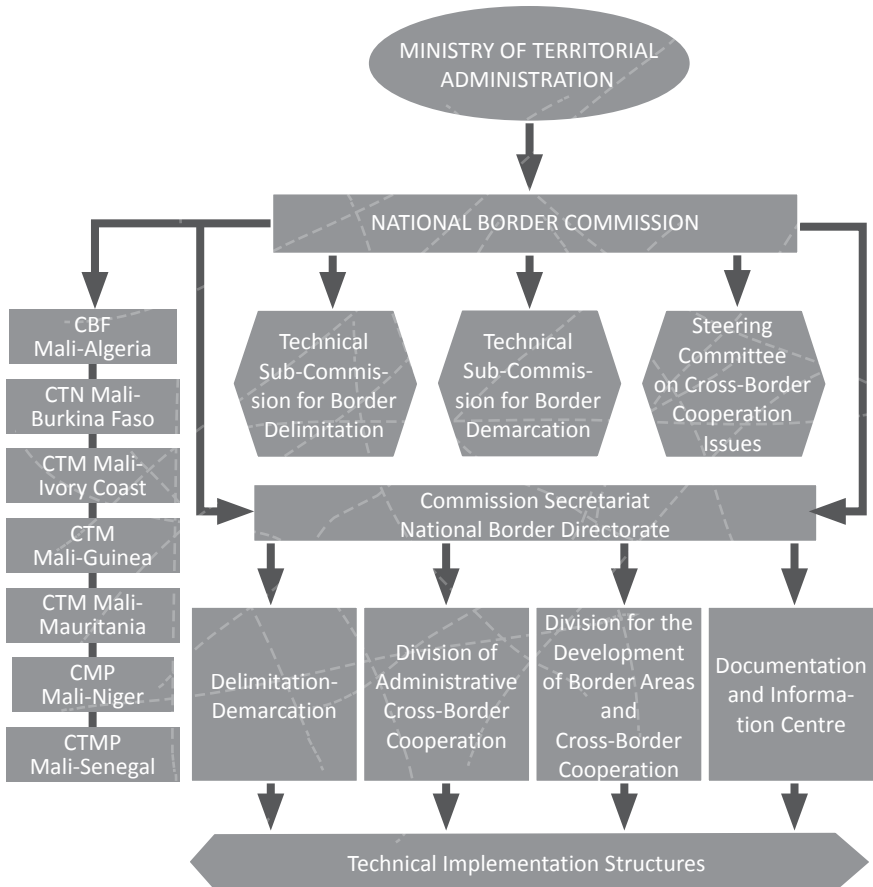 MINISTRY OF TERRITORIAL
ADMINISTRATION
NATIONAL BORDER COMMISSION
CBF
Mali-Algeria
CTN Mali-
Burkina Faso
CTM Mali-
Ivory Coast
CTM
Mali-Guinea
CTM Mali-
Mauritania
CMP
Mali-Niger
CTMP
Mali-Senegal
Technical
Sub-Commis-
sion for Border
Delimitation
Technical
Sub-Commis-
sion for Border
Demarcation
Steering
Committee
on Cross-Border
Cooperation
Issues
Commission Secretariat
National Border Directorate
Delimitation-
Demarcation
Division of
Administrative
Cross-Border
Cooperation
Division for the
Development
of Border Areas
and
Cross-Border
Cooperation
Documentation
and Informa-
tion Centre
Technical Implementation Structures